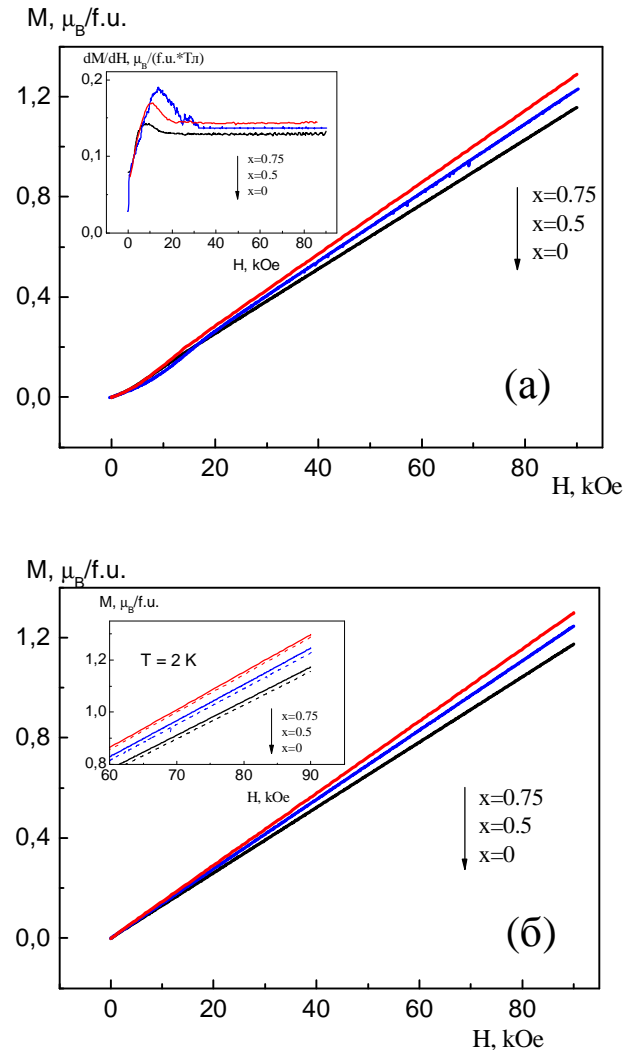 M, μB/f.u.
dM/dH, μB/(f.u.*Тл)
0,2
0,1
0,0
0 20 40 60 80
H, kOe
x=0.75
x=0.5
x=0
1,2
0,8
0,4
0,0
x=0.75
x=0.5
x=0
(а)
0 20 40 60 80
H, kOe
M, μB/f.u.
M, μB/f.u.
T = 2 K
1,2
1,0
0,8
60 70 80 90
H, kOe
x=0.75
x=0.5
x=0
1,2
0,8
0,4
0,0
x=0.75
x=0.5
x=0
(б)
0 20 40 60 80
H, kOe